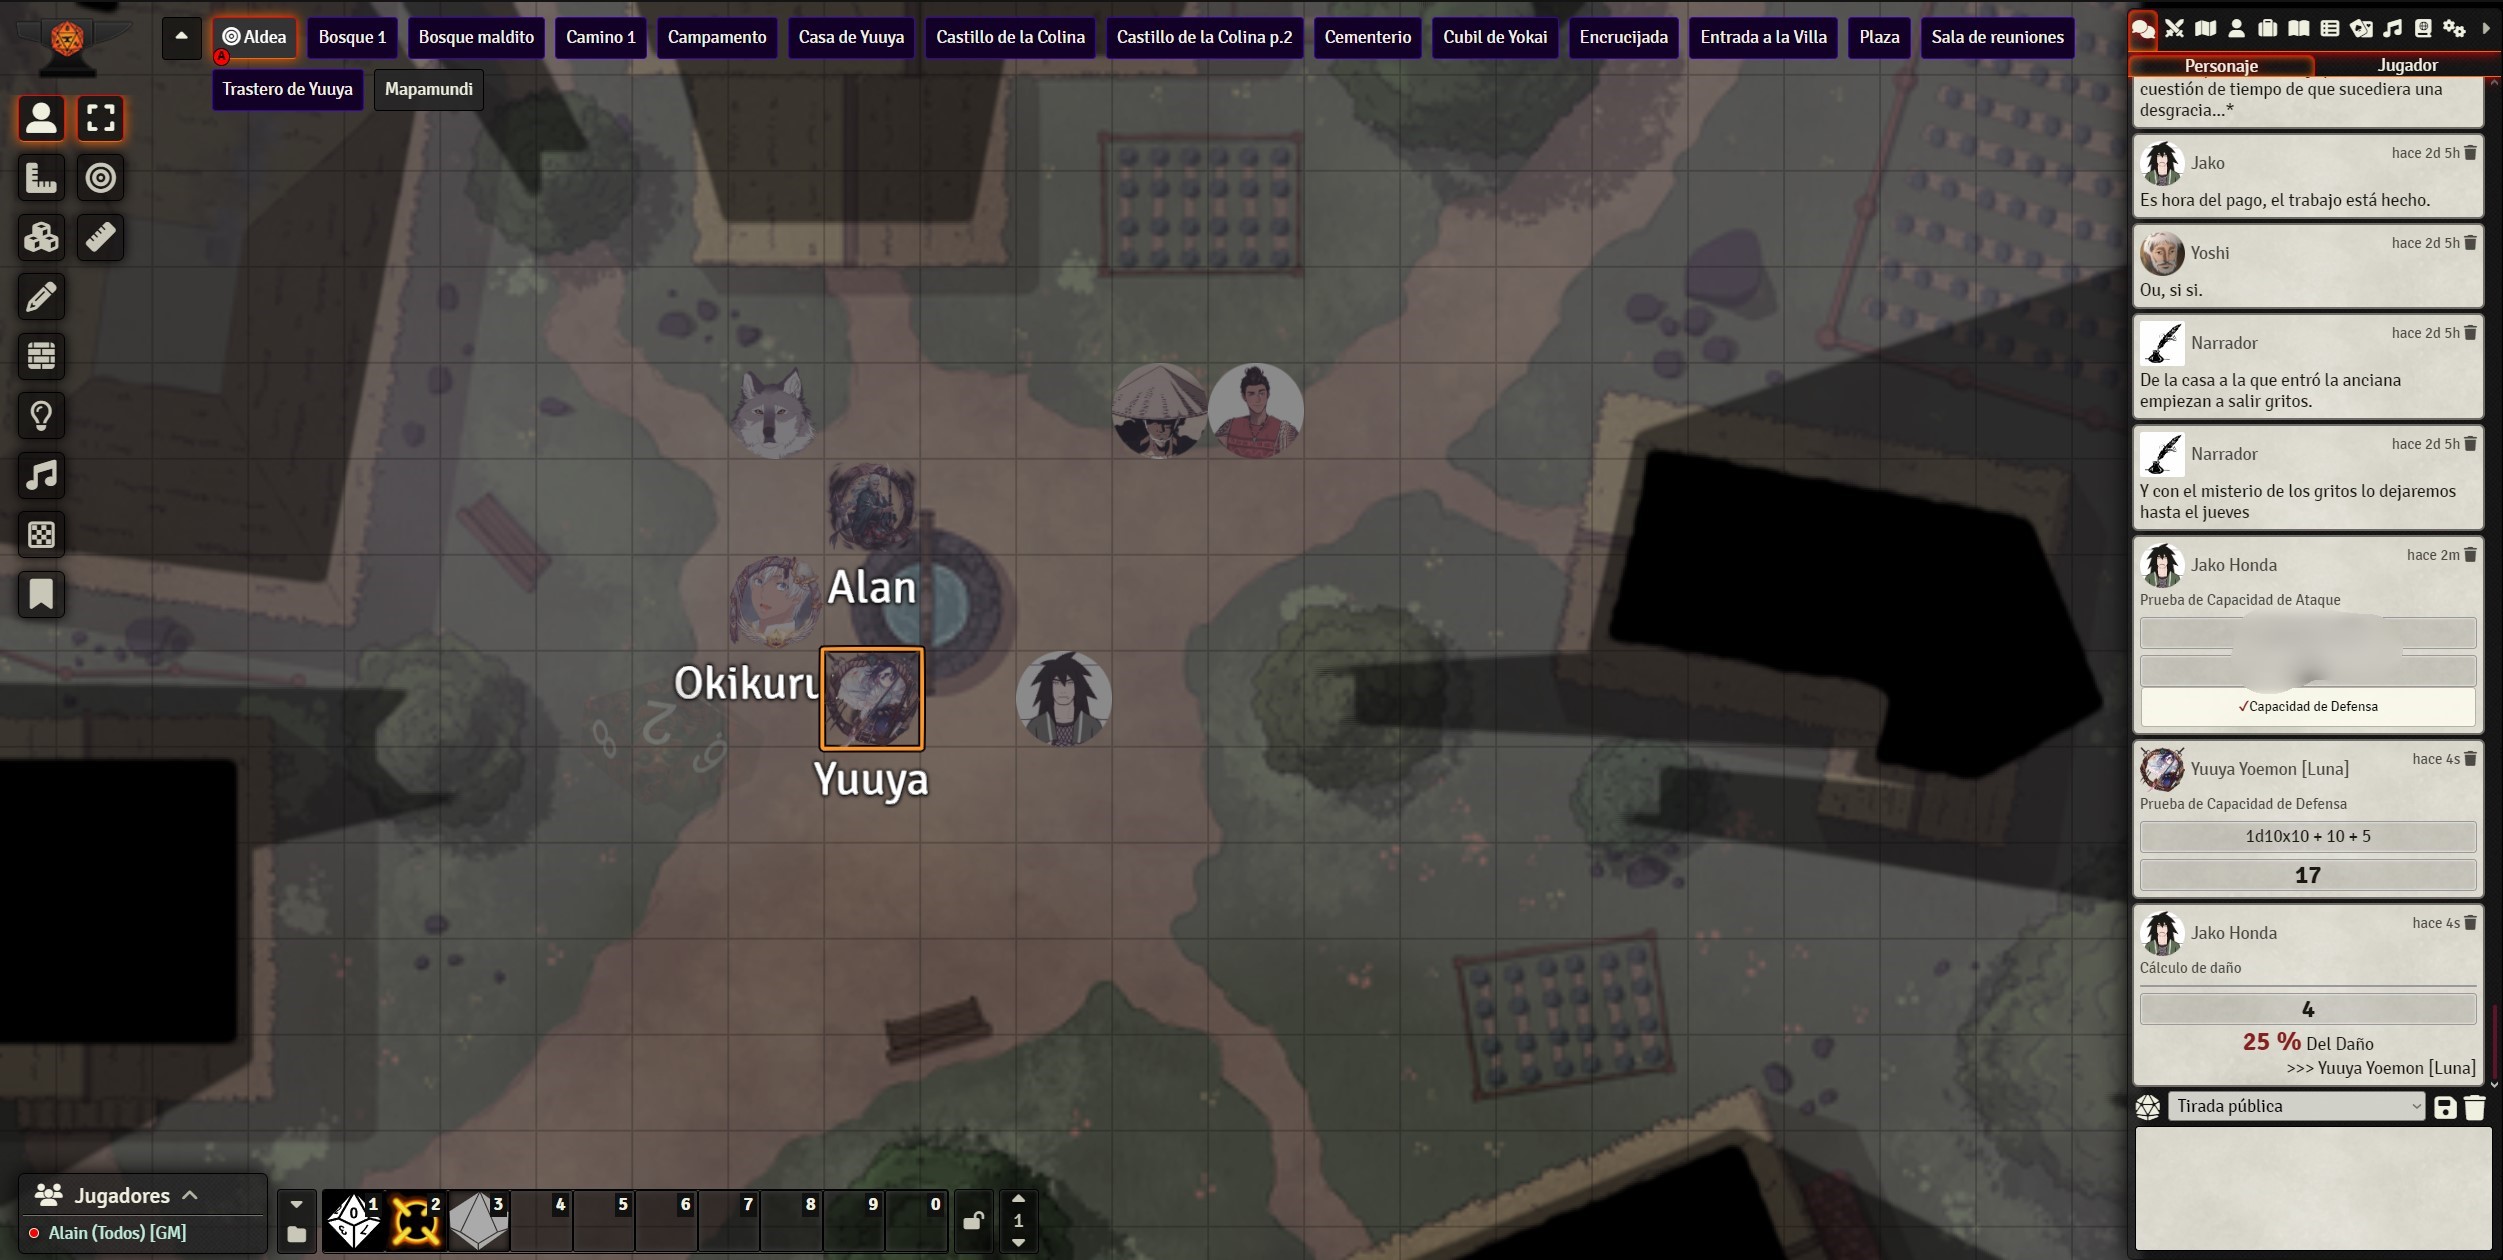 Aldea
A
Bosque 1
Bosque maldito
Camino 1
Campamento
Casa de Yuuya
Castillo de la Colina
Castillo de la Colina p.2
Cementerio
Cubil de Yokai
Encrucijada
Entrada a la Villa
Plaza
Sala de reuniones
Trastero de Yuuya
Mapamundi
Alan
Okikuru
Yuuya
8
2
Jugadores
Alain (Todos) [GM]
1
2
3
4
5
6
7
8
9
0
1
Personaje
Jugador
cuestión de tiempo de que sucediera una
desgracia...*
Jako
hace 2d 5h
Es hora del pago, el trabajo está hecho.
Yoshi
hace 2d 5h
Ou, si si.
Narrador
hace 2d 5h
De la casa a la que entró la anciana
empiezan a salir gritos.
Narrador
hace 2d 5h
Y con el misterio de los gritos lo dejaremos
hasta el jueves
Jako Honda
hace 2m
Prueba de Capacidad de Ataque
✓Capacidad de Defensa
Yuuya Yoemon [Luna]
hace 4s
Prueba de Capacidad de Defensa
1d10x10 + 10 + 5
17
Jako Honda
hace 4s
Cálculo de daño
4
25 % Del Daño
>>> Yuuya Yoemon [Luna]
Tirada pública